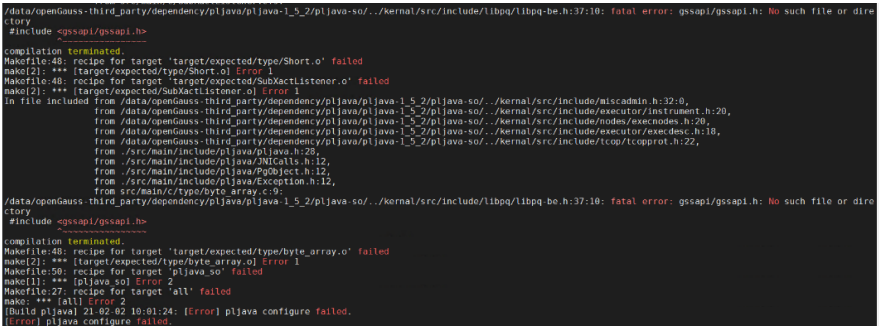 /data/openGauss-third_party/dependency/pljava/pljava-1_5_2/pljava-so/../kernal/src/include/libpq/libpq-be.h:37:10: fatal error: gssapi/gssapi.h: No such file or dire
ctory
#include <gssapi/gssapi.h>
^~~~~~~~~~~~~~~~~
compilation terminated.
Makefile:48: recipe for target 'target/expected/type/Short.o' failed
make[2]: *** [target/expected/type/Short.o] Error 1
Makefile:48: recipe for target 'target/expected/SubXactListener.o' failed
make[2]: *** [target/expected/SubXactListener.o] Error 1
In file included from /data/openGauss-third_party/dependency/pljava/pljava-1_5_2/pljava-so/../kernal/src/include/miscadmin.h:32:0,
from /data/openGauss-third_party/dependency/pljava/pljava-1_5_2/pljava-so/../kernal/src/include/executor/instrument.h:20,
from /data/openGauss-third_party/dependency/pljava/pljava-1_5_2/pljava-so/../kernal/src/include/nodes/execnodes.h:20,
from /data/openGauss-third_party/dependency/pljava/pljava-1_5_2/pljava-so/../kernal/src/include/executor/execdesc.h:18,
from /data/openGauss-third_party/dependency/pljava/pljava-1_5_2/pljava-so/../kernal/src/include/tcop/tcopprot.h:22,
from ./src/main/include/pljava/pljava.h:28,
from ./src/main/include/pljava/JNICalls.h:12,
from ./src/main/include/pljava/PgObject.h:12,
from ./src/main/include/pljava/Exception.h:12,
from src/main/c/type/byte_array.c:9:
/data/openGauss-third_party/dependency/pljava/pljava-1_5_2/pljava-so/../kernal/src/include/libpq/libpq-be.h:37:10: fatal error: gssapi/gssapi.h: No such file or dire
ctory
#include <gssapi/gssapi.h>
^~~~~~~~~~~~~~~~~
compilation terminated.
Makefile:48: recipe for target 'target/expected/type/byte_array.o' failed
make[2]: *** [target/expected/type/byte_array.o] Error 1
Makefile:50: recipe for target 'pljava_so' failed
make[1]: *** [pljava_so] Error 2
Makefile:27: recipe for target 'all' failed
make: *** [all] Error 2
[Build pljava] 21-02-02 10:01:24: [Error] pljava configure failed.
[Error] pljava configure failed.